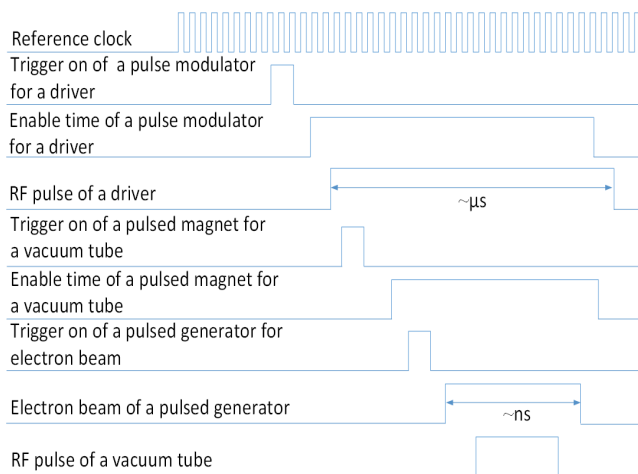 Reference clock
Trigger on of a pulse modulator
for a driver
Enable time of a pulse modulator
for a driver
RF pulse of a driver
~μs
Trigger on of a pulsed magnet for
a vacuum tube
Enable time of a pulsed magnet for
a vacuum tube
Trigger on of a pulsed generator for
electron beam
Electron beam of a pulsed generator
~ns
RF pulse of a vacuum tube